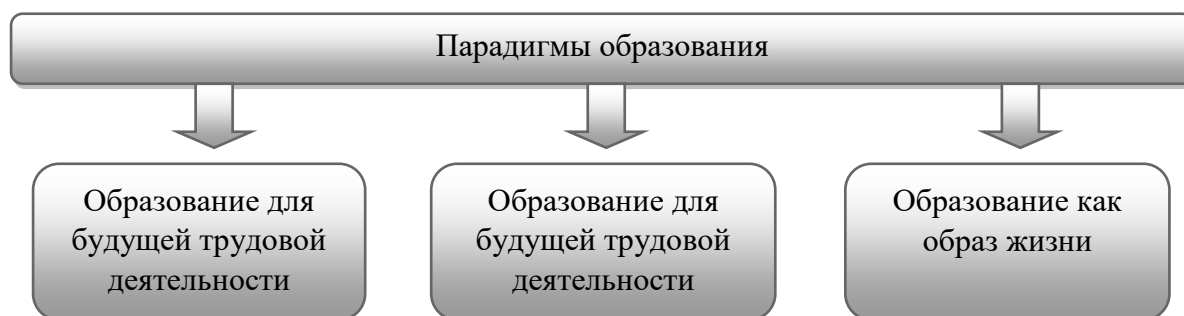 Парадигмы образования
Образование для
будущей трудовой
деятельности
Образование для
будущей трудовой
деятельности
Образование как
образ жизни